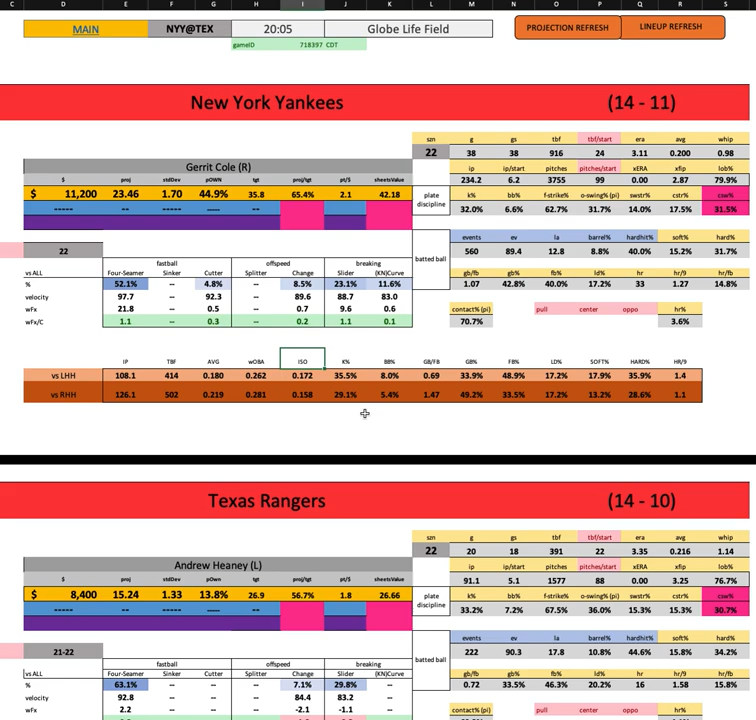 C D E F G H I J K L M N O P Q R S
MAIN NYY@TEX 20:05 Globe Life Field PROJECTION REFRESH LINEUP REFRESH
gameID 718397 CDT
New York Yankees (14 - 11)
szn g gs tbf tbf/start era avg whip
22 38 38 916 24 3.11 0.200 0.98
Gerrit Cole (R) ip ip/start pitches pitches/start xERA xfip lob%
$ proj stdDev pOWN tgt proj/tgt pt/$ sheetsValue 234.2 6.2 3755 99 0.00 2.87 79.9%
$ 11,200 23.46 1.70 44.9% 35.8 65.4% 2.1 42.18 plate discipline k% bb% f-strike% o-swing% (pi) swstr% cstr% csw%
----- -- -- ---- -- 32.0% 6.6% 62.7% 31.7% 14.0% 17.5% 31.5%
events ev la barrel% hardhit% soft% hard%
22 batted ball 560 89.4 12.8 8.8% 40.0% 15.2% 31.7%
fastball offspeed breaking
vs ALL Four-Seamer Sinker Cutter Splitter Change Slider (KN)Curve gb/fb gb% fb% ld% hr hr/9 hr/fb
% 52.1% -- 4.8% -- 8.5% 23.1% 11.6% 1.07 42.8% 40.0% 17.2% 33 1.27 14.8%
velocity 97.7 -- 92.3 -- 89.6 88.7 83.0
wFx 21.8 -- 0.5 -- 0.7 9.6 0.6 contact% (pi) pull center oppo hr%
wFx/C 1.1 -- 0.3 -- 0.2 1.1 0.1 70.7% 3.6%
IP TBF AVG wOBA ISO K% BB% GB/FB GB% FB% LD% SOFT% HARD% HR/9
vs LHH 108.1 414 0.180 0.262 0.172 35.5% 8.0% 0.69 33.9% 48.9% 17.2% 17.9% 35.9% 1.4
vs RHH 126.1 502 0.219 0.281 0.158 29.1% 5.4% 1.47 49.2% 33.5% 17.2% 13.2% 28.6% 1.1
Texas Rangers (14 - 10)
szn g gs tbf tbf/start era avg whip
22 20 18 391 22 3.35 0.216 1.14
Andrew Heaney (L) ip ip/start pitches pitches/start xERA xfip lob%
$ proj stdDev pOwn tgt proj/tgt pt/$ sheetsValue 91.1 5.1 1577 88 0.00 3.25 76.7%
$ 8,400 15.24 1.33 13.8% 26.9 56.7% 1.8 26.66 plate discipline k% bb% f-strike% o-swing% (pi) swstr% cstr% csw%
----- -- -- ---- -- 33.2% 7.2% 67.5% 36.0% 15.3% 15.3% 30.7%
events ev la barrel% hardhit% soft% hard%
21-22 batted ball 222 90.3 17.8 10.8% 44.6% 15.8% 34.2%
fastball offspeed breaking
vs ALL Four-Seamer Sinker Cutter Splitter Change Slider (KN)Curve gb/fb gb% fb% ld% hr hr/9 hr/fb
% 63.1% -- -- -- 7.1% 29.8% -- 0.72 33.5% 46.3% 20.2% 16 1.58 15.8%
velocity 92.8 -- -- -- 84.4 83.2 --
wFx 2.2 -- -- -- -2.1 -1.1 -- contact% (pi) pull center oppo hr%